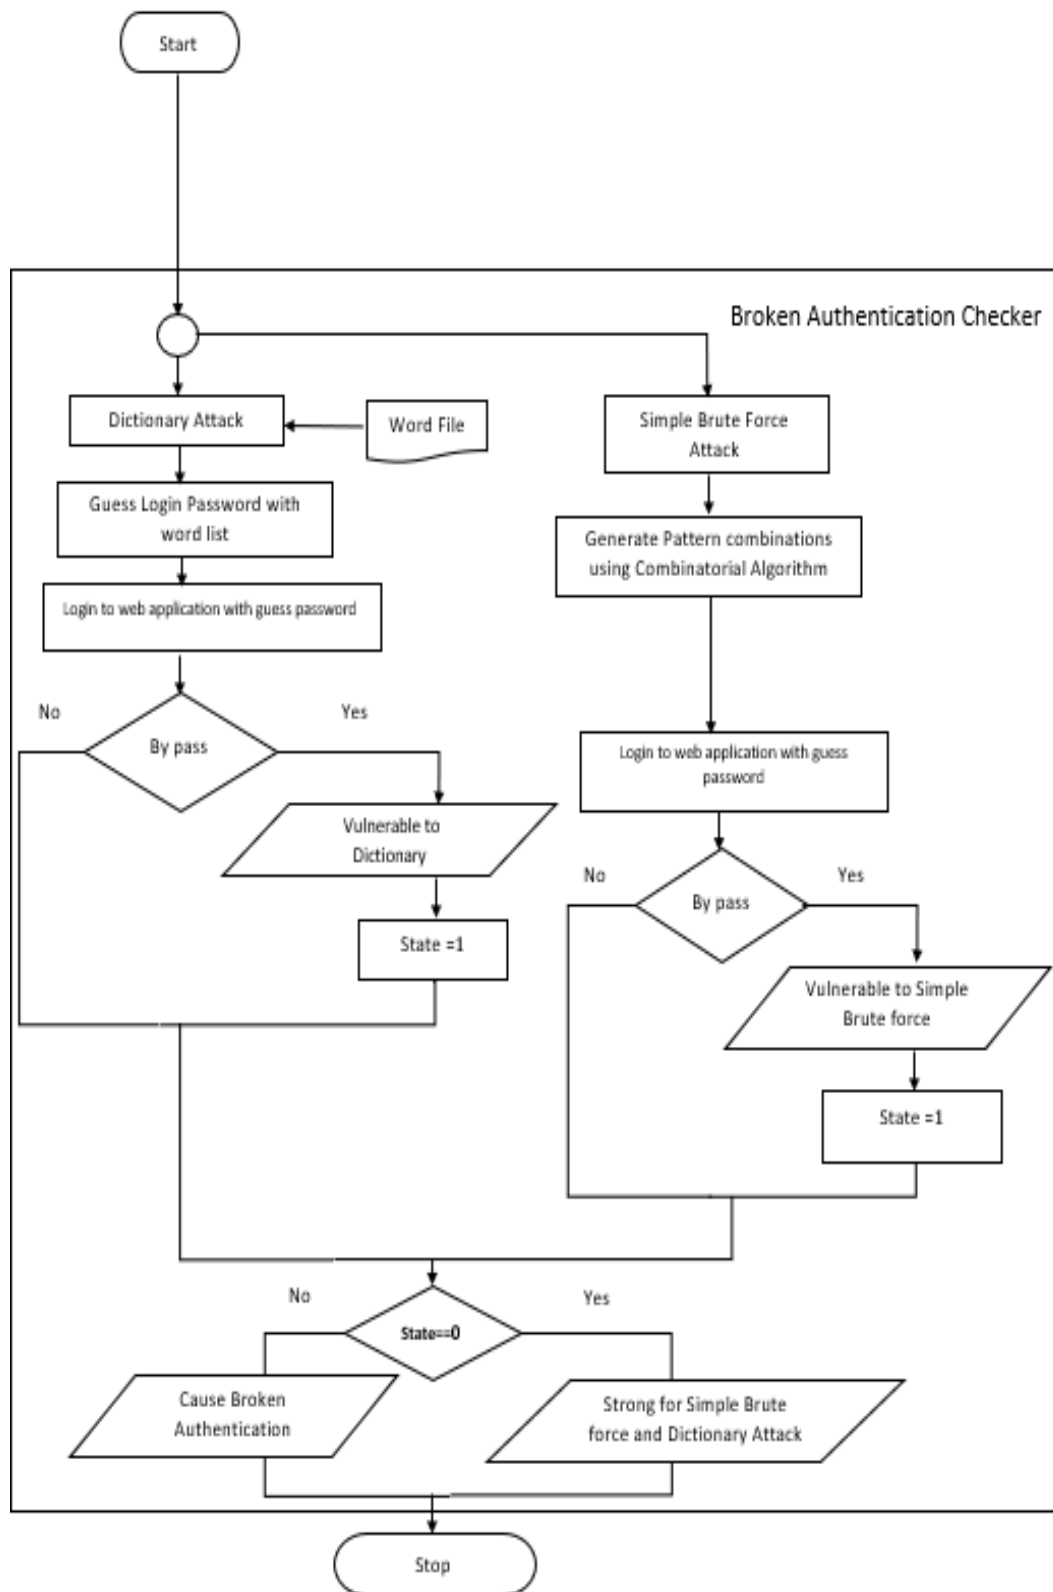 Start
Broken Authentication Checker
Dictionary Attack
Word File
Simple Brute Force
Attack
Guess Login Password with
word list
Generate Pattern combinations
using Combinatorial Algorithm
Login to web application with guess password
No
Yes
By pass
Login to web application with guess
password
Vulnerable to
Dictionary
No
Yes
By pass
State =1
Vulnerable to Simple
Brute force
State =1
No
Yes
State==0
Cause Broken
Authentication
Strong for Simple Brute
force and Dictionary Attack
Stop